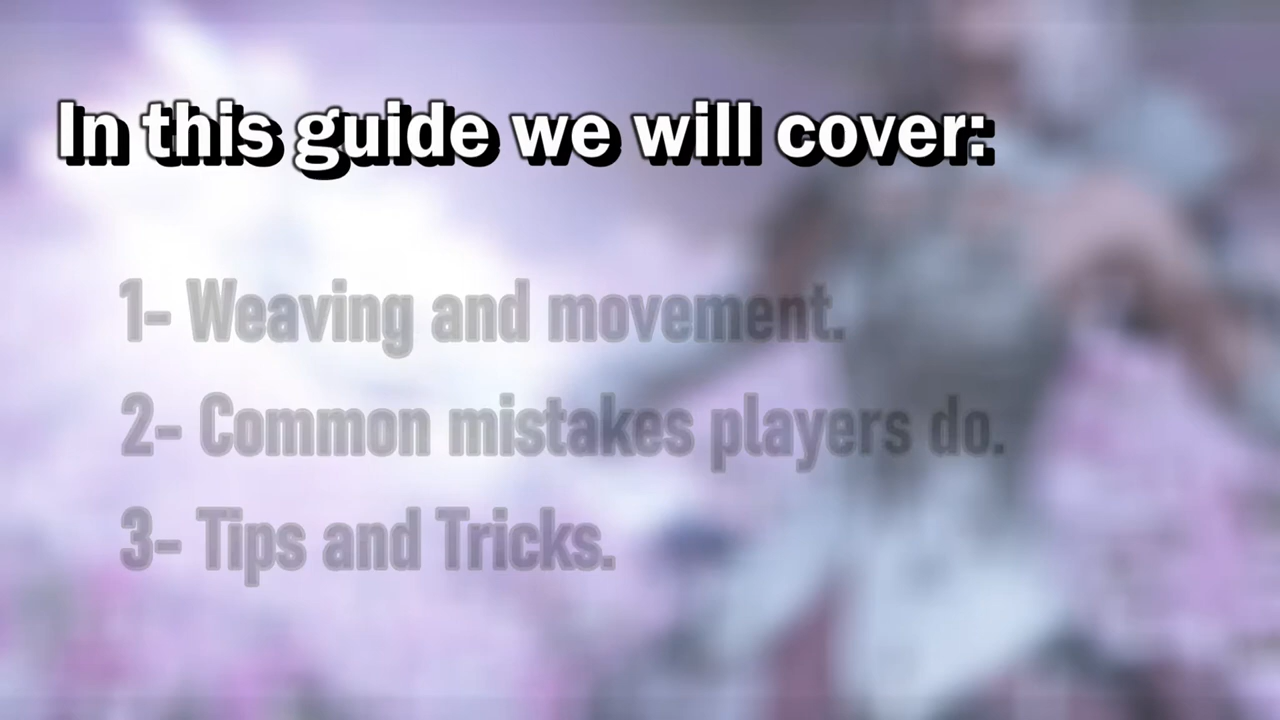 In this guide we will cover:
1- Weaving and movement.
2- Common mistakes players do.
3- Tips and Tricks.